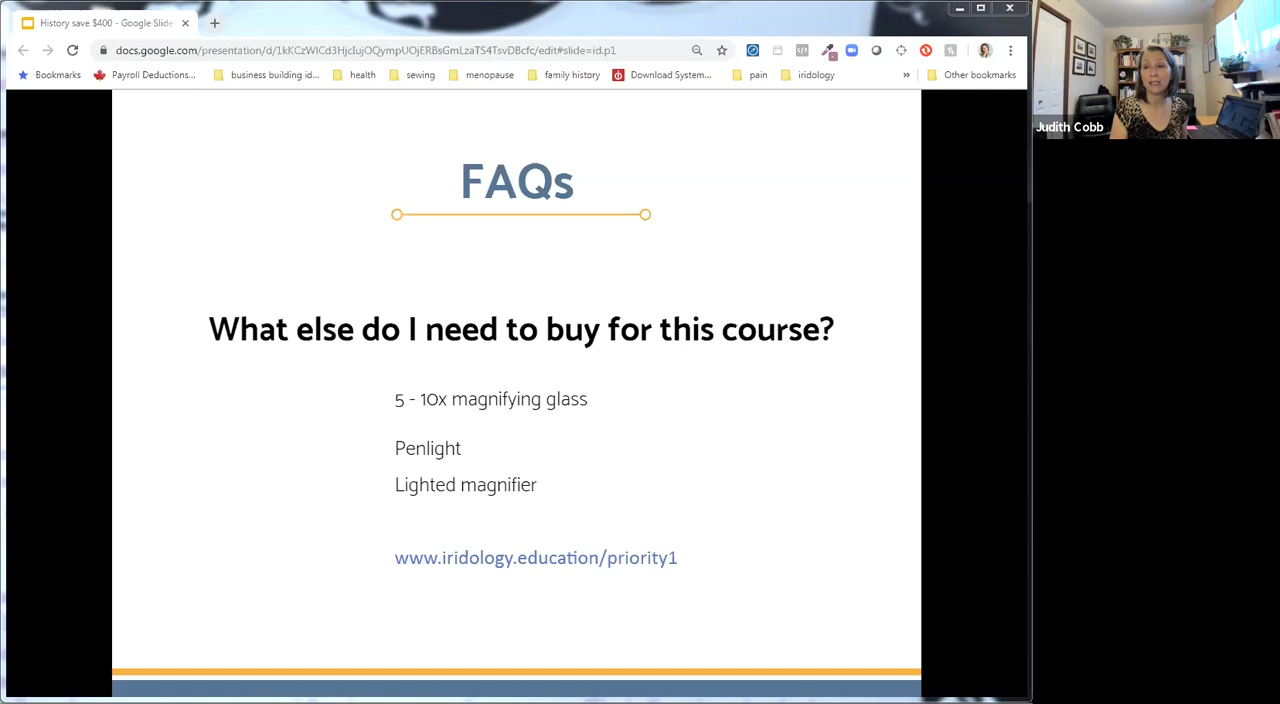 History save $400 - Google Slide
docs.google.com/presentation/d/1kKCzWICd3HjcIujOQympUOjERBsGmLzaTS4TsvDBcfc/edit#slide=id.p1
Bookmarks
Payroll Deductions...
business building id...
health
sewing
menopause
family history
Download System...
pain
iridology
»
Other bookmarks
Judith Cobb
FAQs
What else do I need to buy for this course?
5 - 10x magnifying glass
Penlight
Lighted magnifier
www.iridology.education/priority1